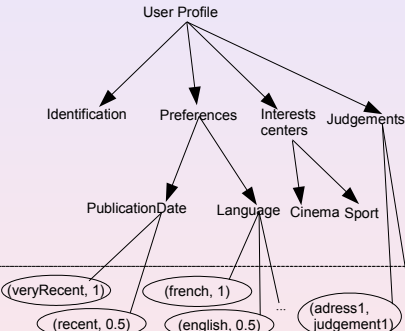 User Profile
Identification
Preferences
Interests
centers
Judgements
PublicationDate
Language
Cinema
Sport
(veryRecent, 1)
(french, 1)
...
(adress1,
judgement1)
(recent, 0.5)
(english, 0.5)